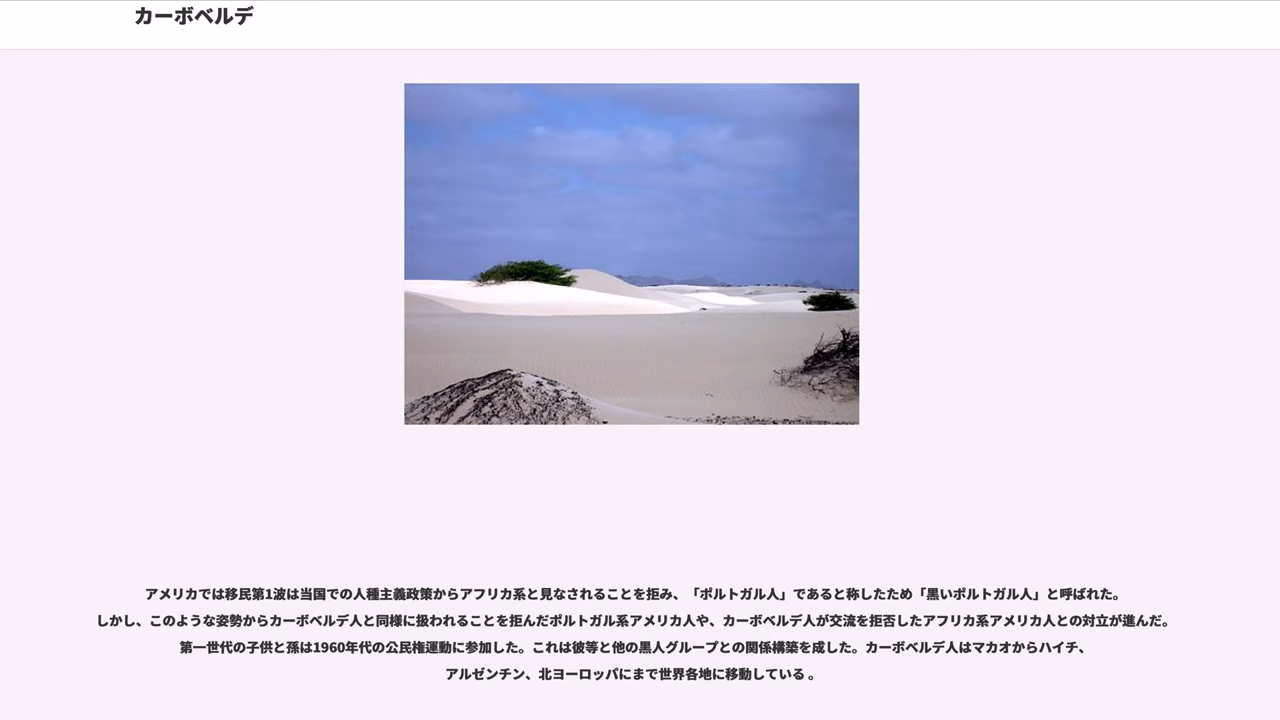 カーボベルデ
アメリカでは移民第1波は当国での人種主義政策からアフリカ系と見なされることを拒み、「ポルトガル人」であると称したため「黒いポルトガル人」と呼ばれた。
しかし、このような姿勢からカーボベルデ人と同様に扱われることを拒んだポルトガル系アメリカ人や、カーボベルデ人が交流を拒否したアフリカ系アメリカ人との対立が進んだ。
第一世代の子供と孫は1960年代の公民権運動に参加した。これは彼等と他の黒人グループとの関係構築を成した。カーボベルデ人はマカオからハイチ、
アルゼンチン、北ヨーロッパにまで世界各地に移動している 。